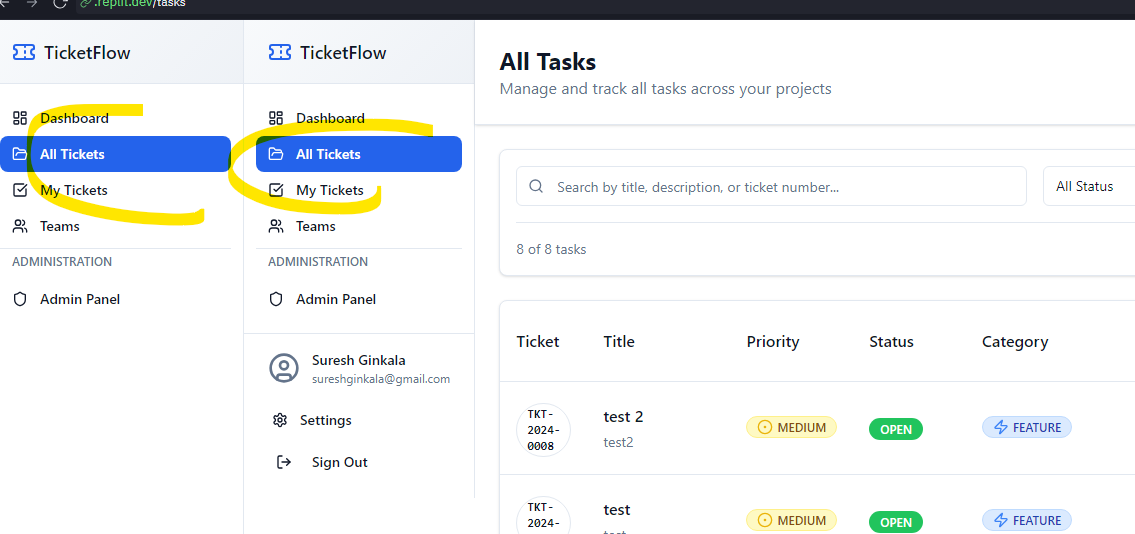 .replit.dev/tasks
TicketFlow
Dashboard
All Tickets
My Tickets
Teams
ADMINISTRATION
Admin Panel
TicketFlow
Dashboard
All Tickets
My Tickets
Teams
ADMINISTRATION
Admin Panel
Suresh Ginkala
sureshginkala@gmail.com
Settings
Sign Out
All Tasks
Manage and track all tasks across your projects
Search by title, description, or ticket number...
All Status
8 of 8 tasks
Ticket Title Priority Status Category
TKT-
2024-
0008
test 2
test2
MEDIUM
OPEN
FEATURE
TKT-
2024-
test
test
MEDIUM
OPEN
FEATURE